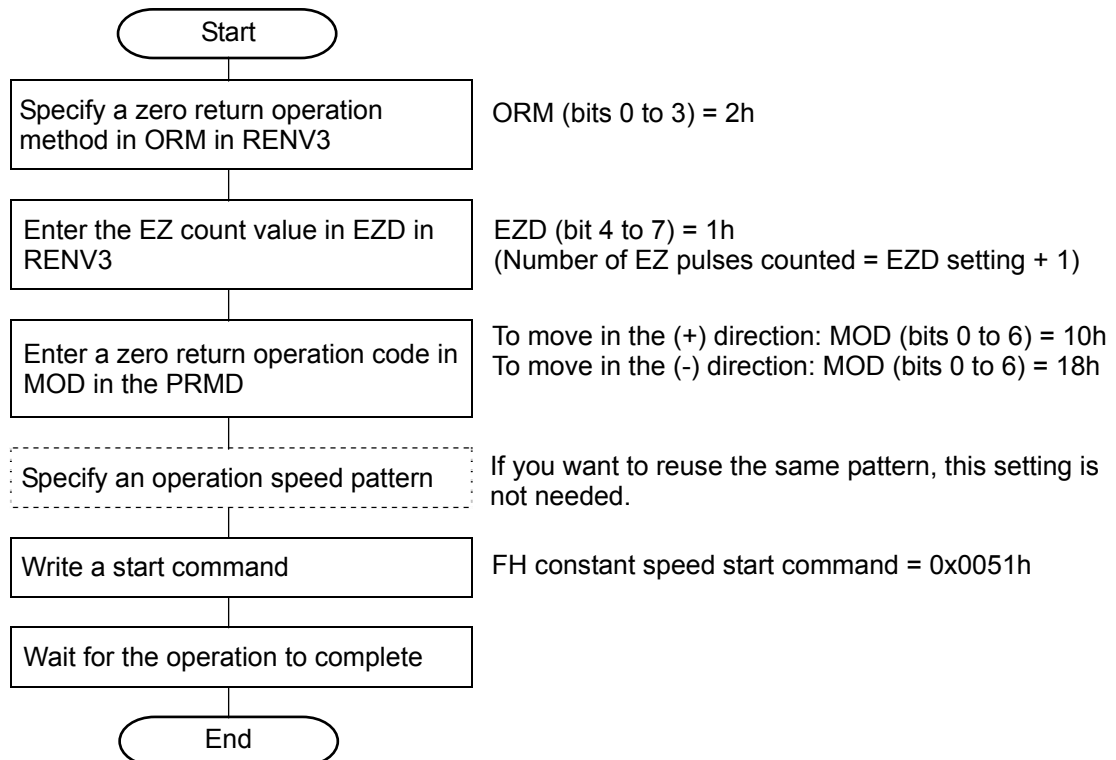 Start
Specify a zero return operation
method in ORM in RENV3
ORM (bits 0 to 3) = 2h
Enter the EZ count value in EZD in
RENV3
EZD (bit 4 to 7) = 1h
(Number of EZ pulses counted = EZD setting + 1)
Enter a zero return operation code in
MOD in the PRMD
To move in the (+) direction: MOD (bits 0 to 6) = 10h
To move in the (-) direction: MOD (bits 0 to 6) = 18h
Specify an operation speed pattern
If you want to reuse the same pattern, this setting is
not needed.
Write a start command
FH constant speed start command = 0x0051h
Wait for the operation to complete
End